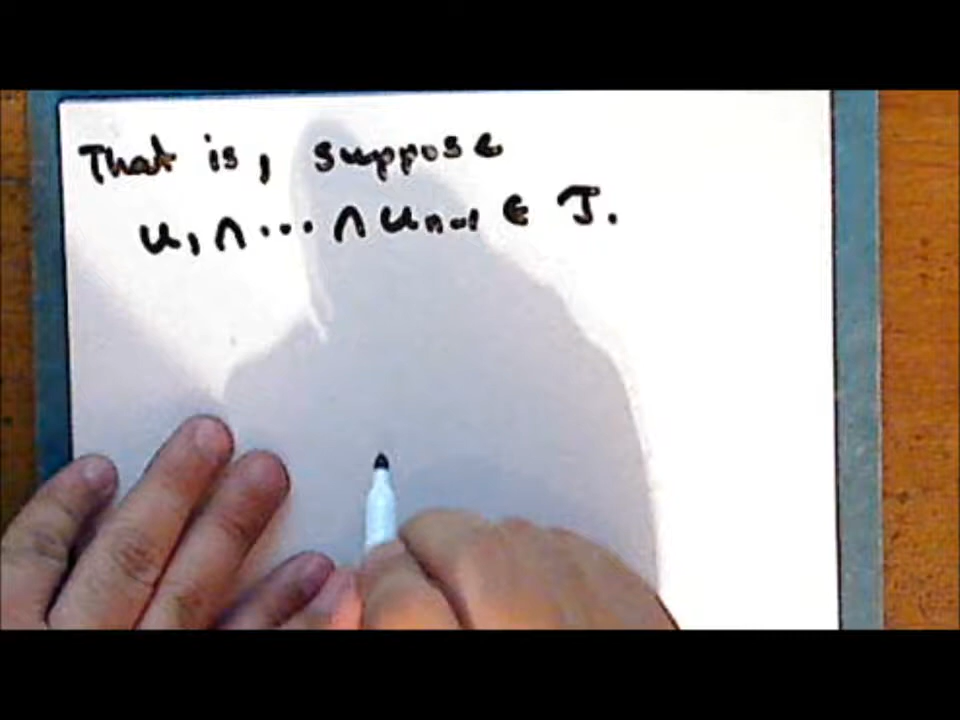 That is, suppose
U₁ ∩ ⋯ ∩ Uₙ₋₁ ∈ T.